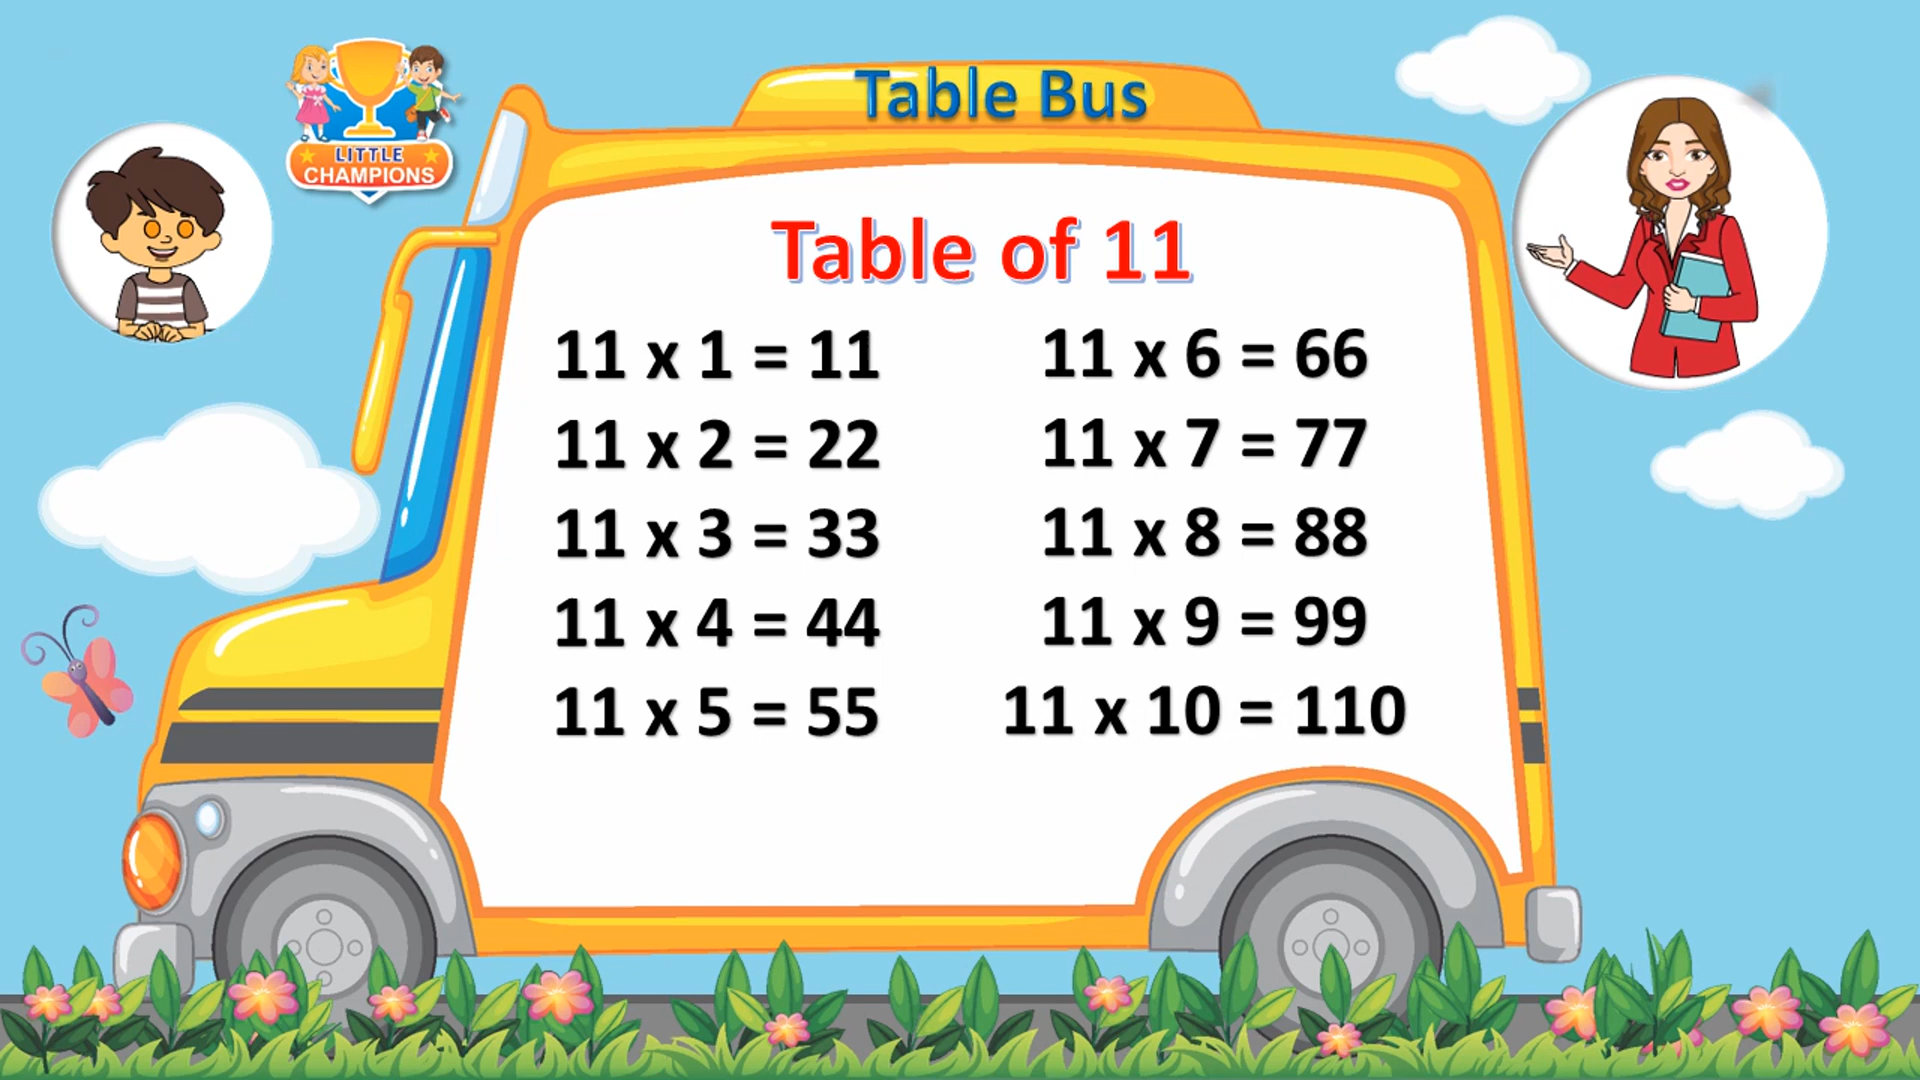 Table Bus
LITTLE
CHAMPIONS
Table of 11
11 x 1 = 11
11 x 2 = 22
11 x 3 = 33
11 x 4 = 44
11 x 5 = 55
11 x 6 = 66
11 x 7 = 77
11 x 8 = 88
11 x 9 = 99
11 x 10 = 110